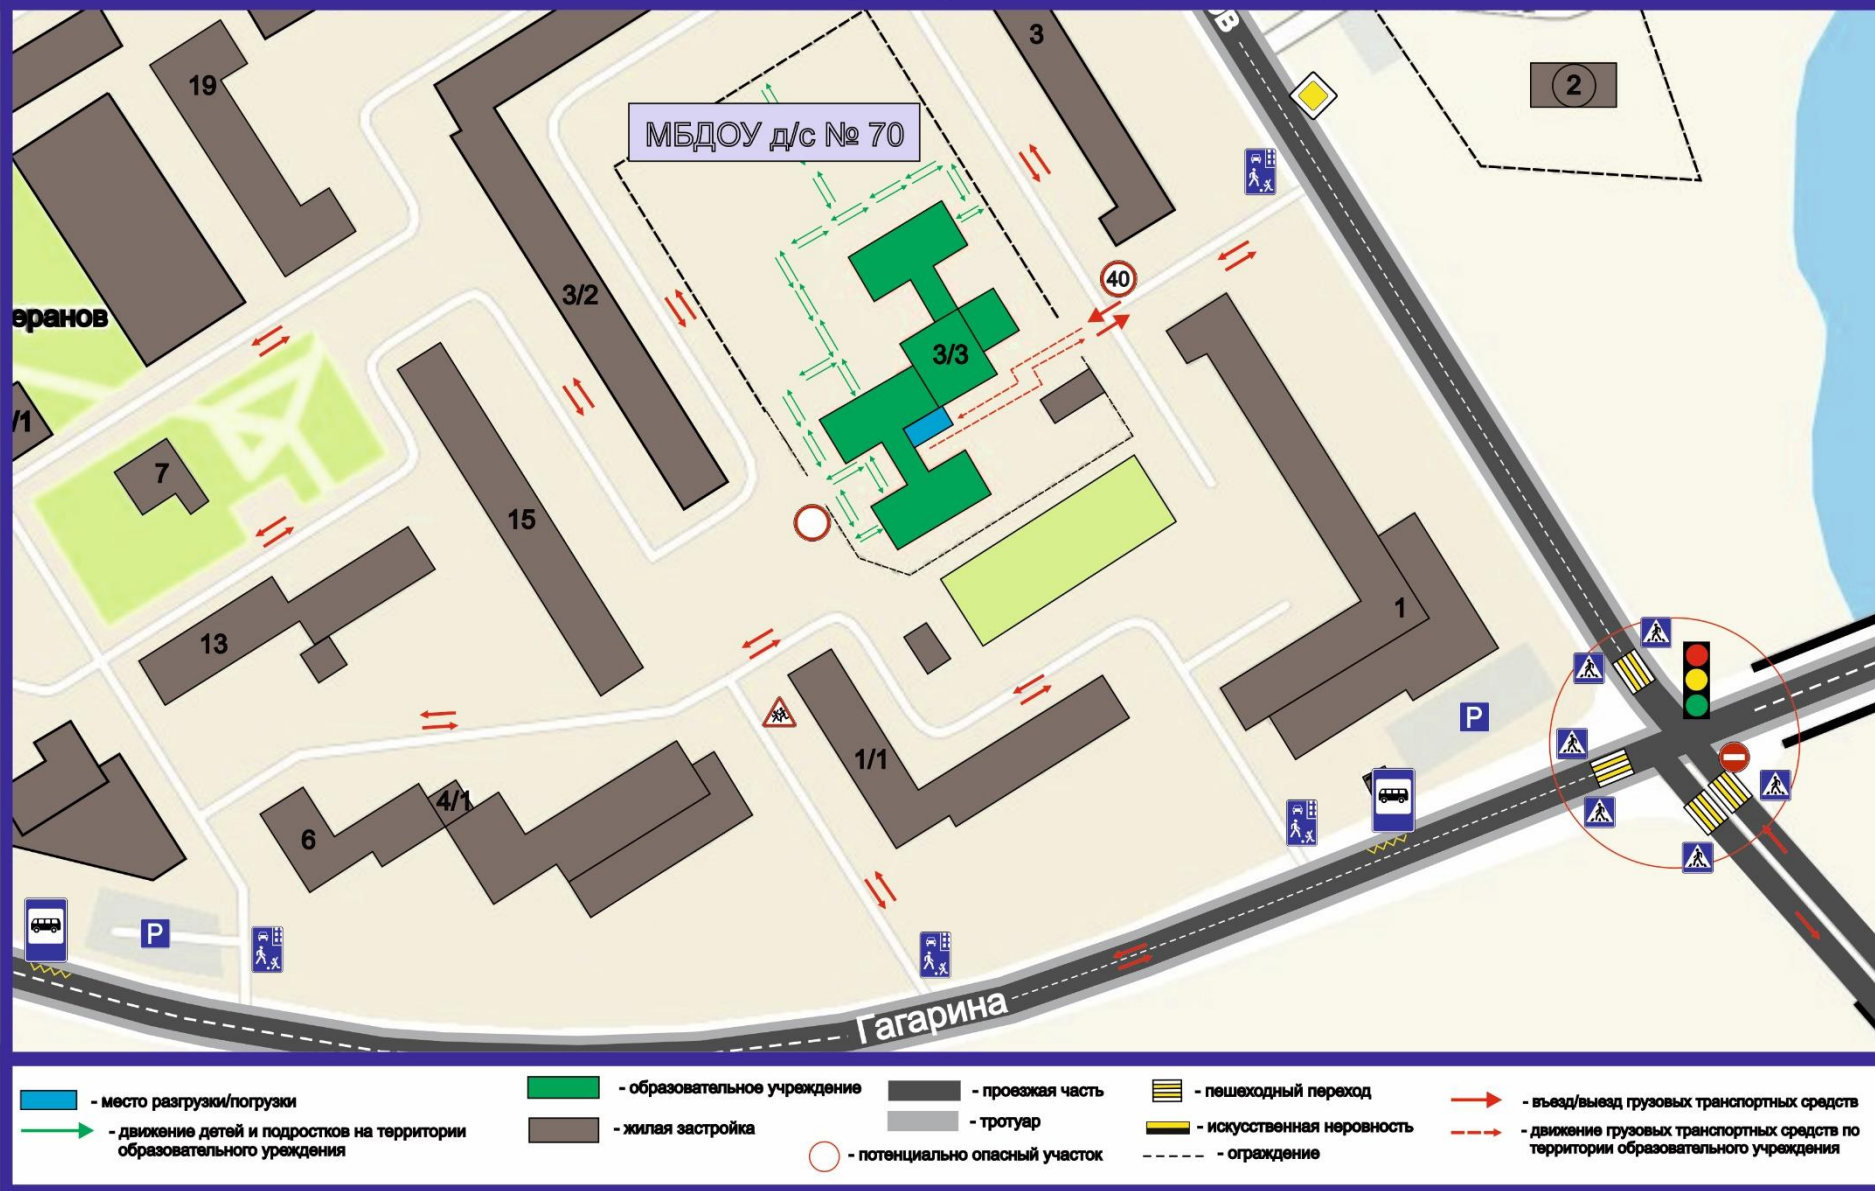 ов
3
19
2
МБДОУ д/с № 70
40
3/2
еранов
3/3
/1
7
15
1
13
P
1/1
4/1
6
P
Гагарина
- место разгрузки/погрузки
- движение детей и подростков на территории
образовательного уреждения
- образовательное учреждение
- жилая застройка
- проезжая часть
- тротуар
- потенциально опасный участок
- пешеходный переход
- искусственная неровность
- ограждение
- въезд/выезд грузовых транспортных средств
- движение грузовых транспортных средств по
территории образовательного учреждения